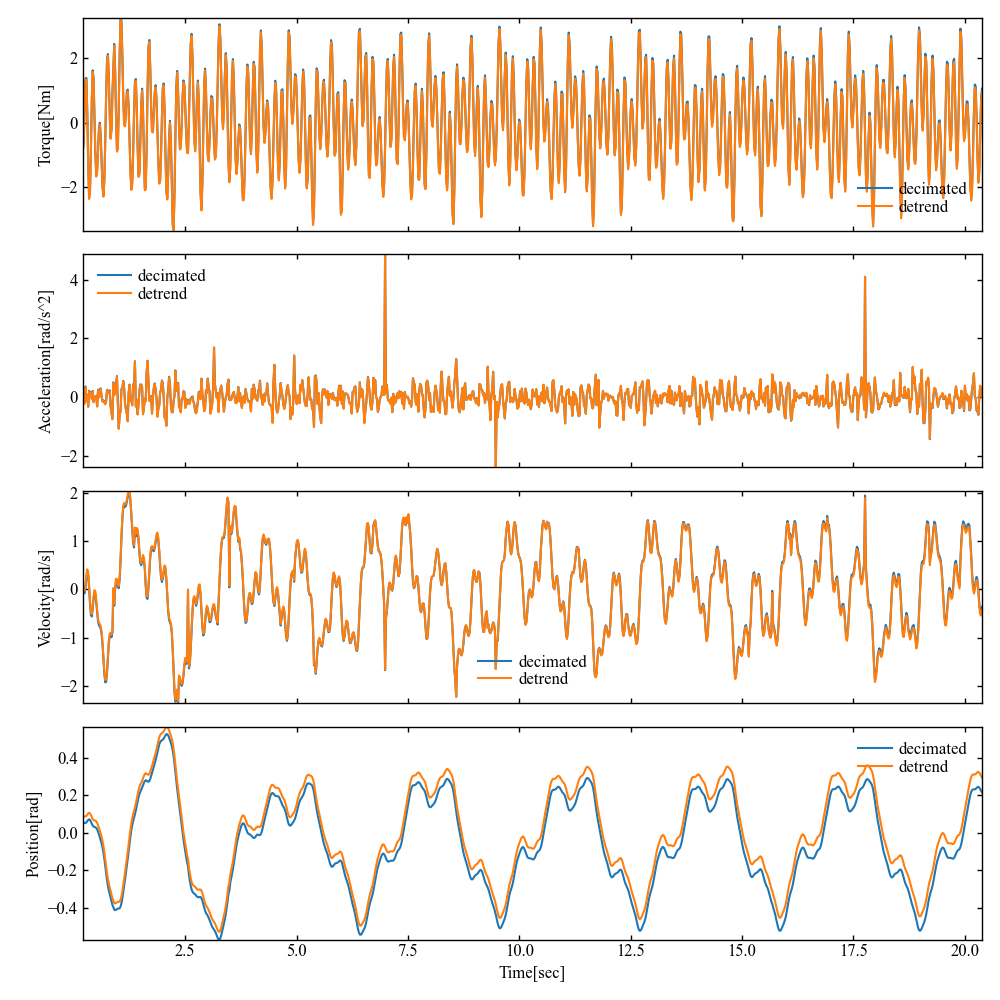 2
0
−2
Torque[Nm]
decimated
detrend
4
2
0
−2
Acceleration[rad/s^2]
decimated
detrend
2
1
0
−1
−2
Velocity[rad/s]
decimated
detrend
0.4
0.2
0.0
−0.2
−0.4
Position[rad]
decimated
detrend
2.5 5.0 7.5 10.0 12.5 15.0 17.5 20.0
Time[sec]